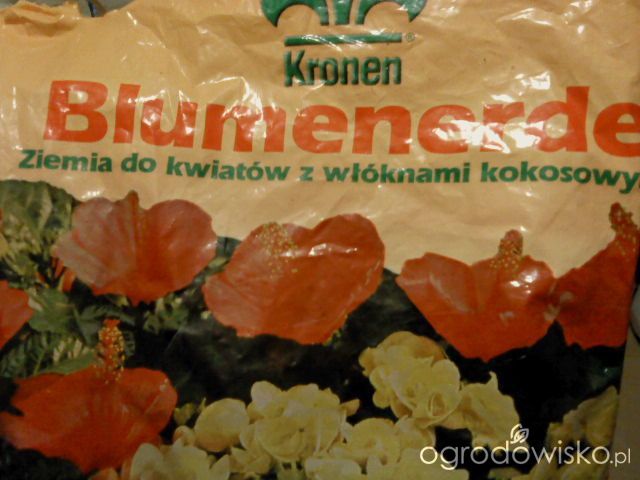 Kronen
Blumenerde
Ziemia do kwiatów z włóknami kokosowy
ogrodowisko.pl